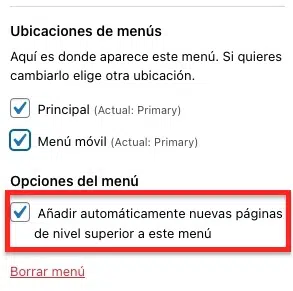 Ubicaciones de menús
Aquí es donde aparece este menú. Si quieres
cambiarlo elige otra ubicación.
Principal (Actual: Primary)
Menú móvil (Actual: Primary)
Opciones del menú
Añadir automáticamente nuevas páginas
de nivel superior a este menú
Borrar menú